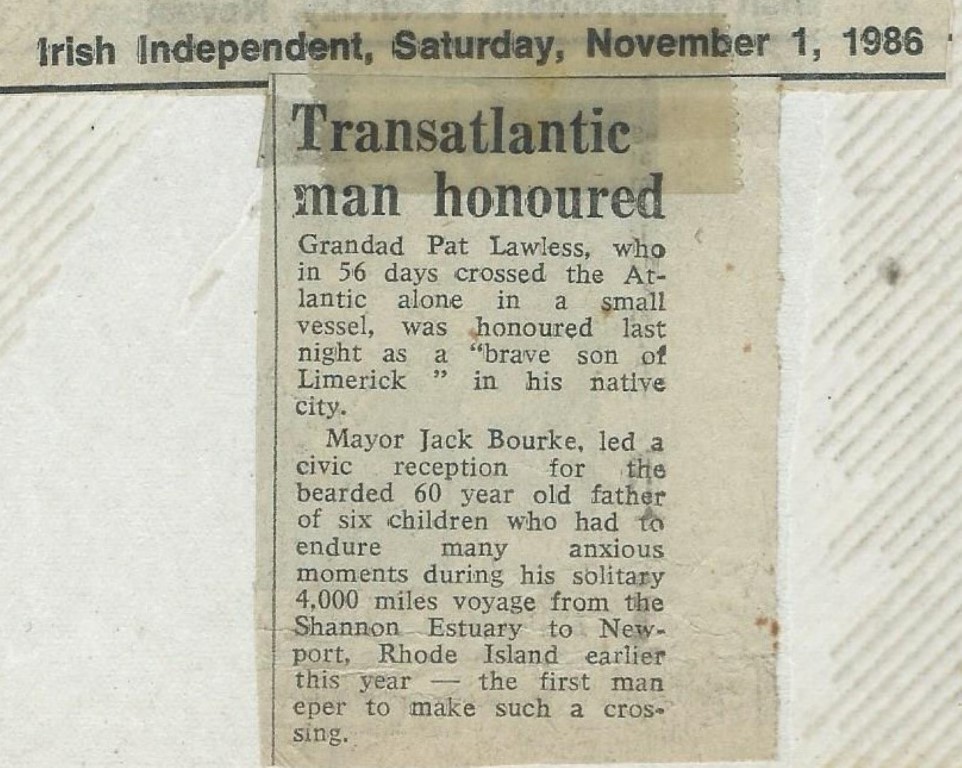 Irish Independent, Saturday, November 1, 1986
Transatlantic
man honoured
Grandad Pat Lawless, who
in 56 days crossed the At-
lantic alone in a small
vessel, was honoured last
night as a “brave son of
Limerick ” in his native
city.
Mayor Jack Bourke, led a
civic reception for the
bearded 60 year old father
of six children who had to
endure many anxious
moments during his solitary
4,000 miles voyage from the
Shannon Estuary to New-
port, Rhode Island earlier
this year — the first man
eper to make such a cros-
sing.